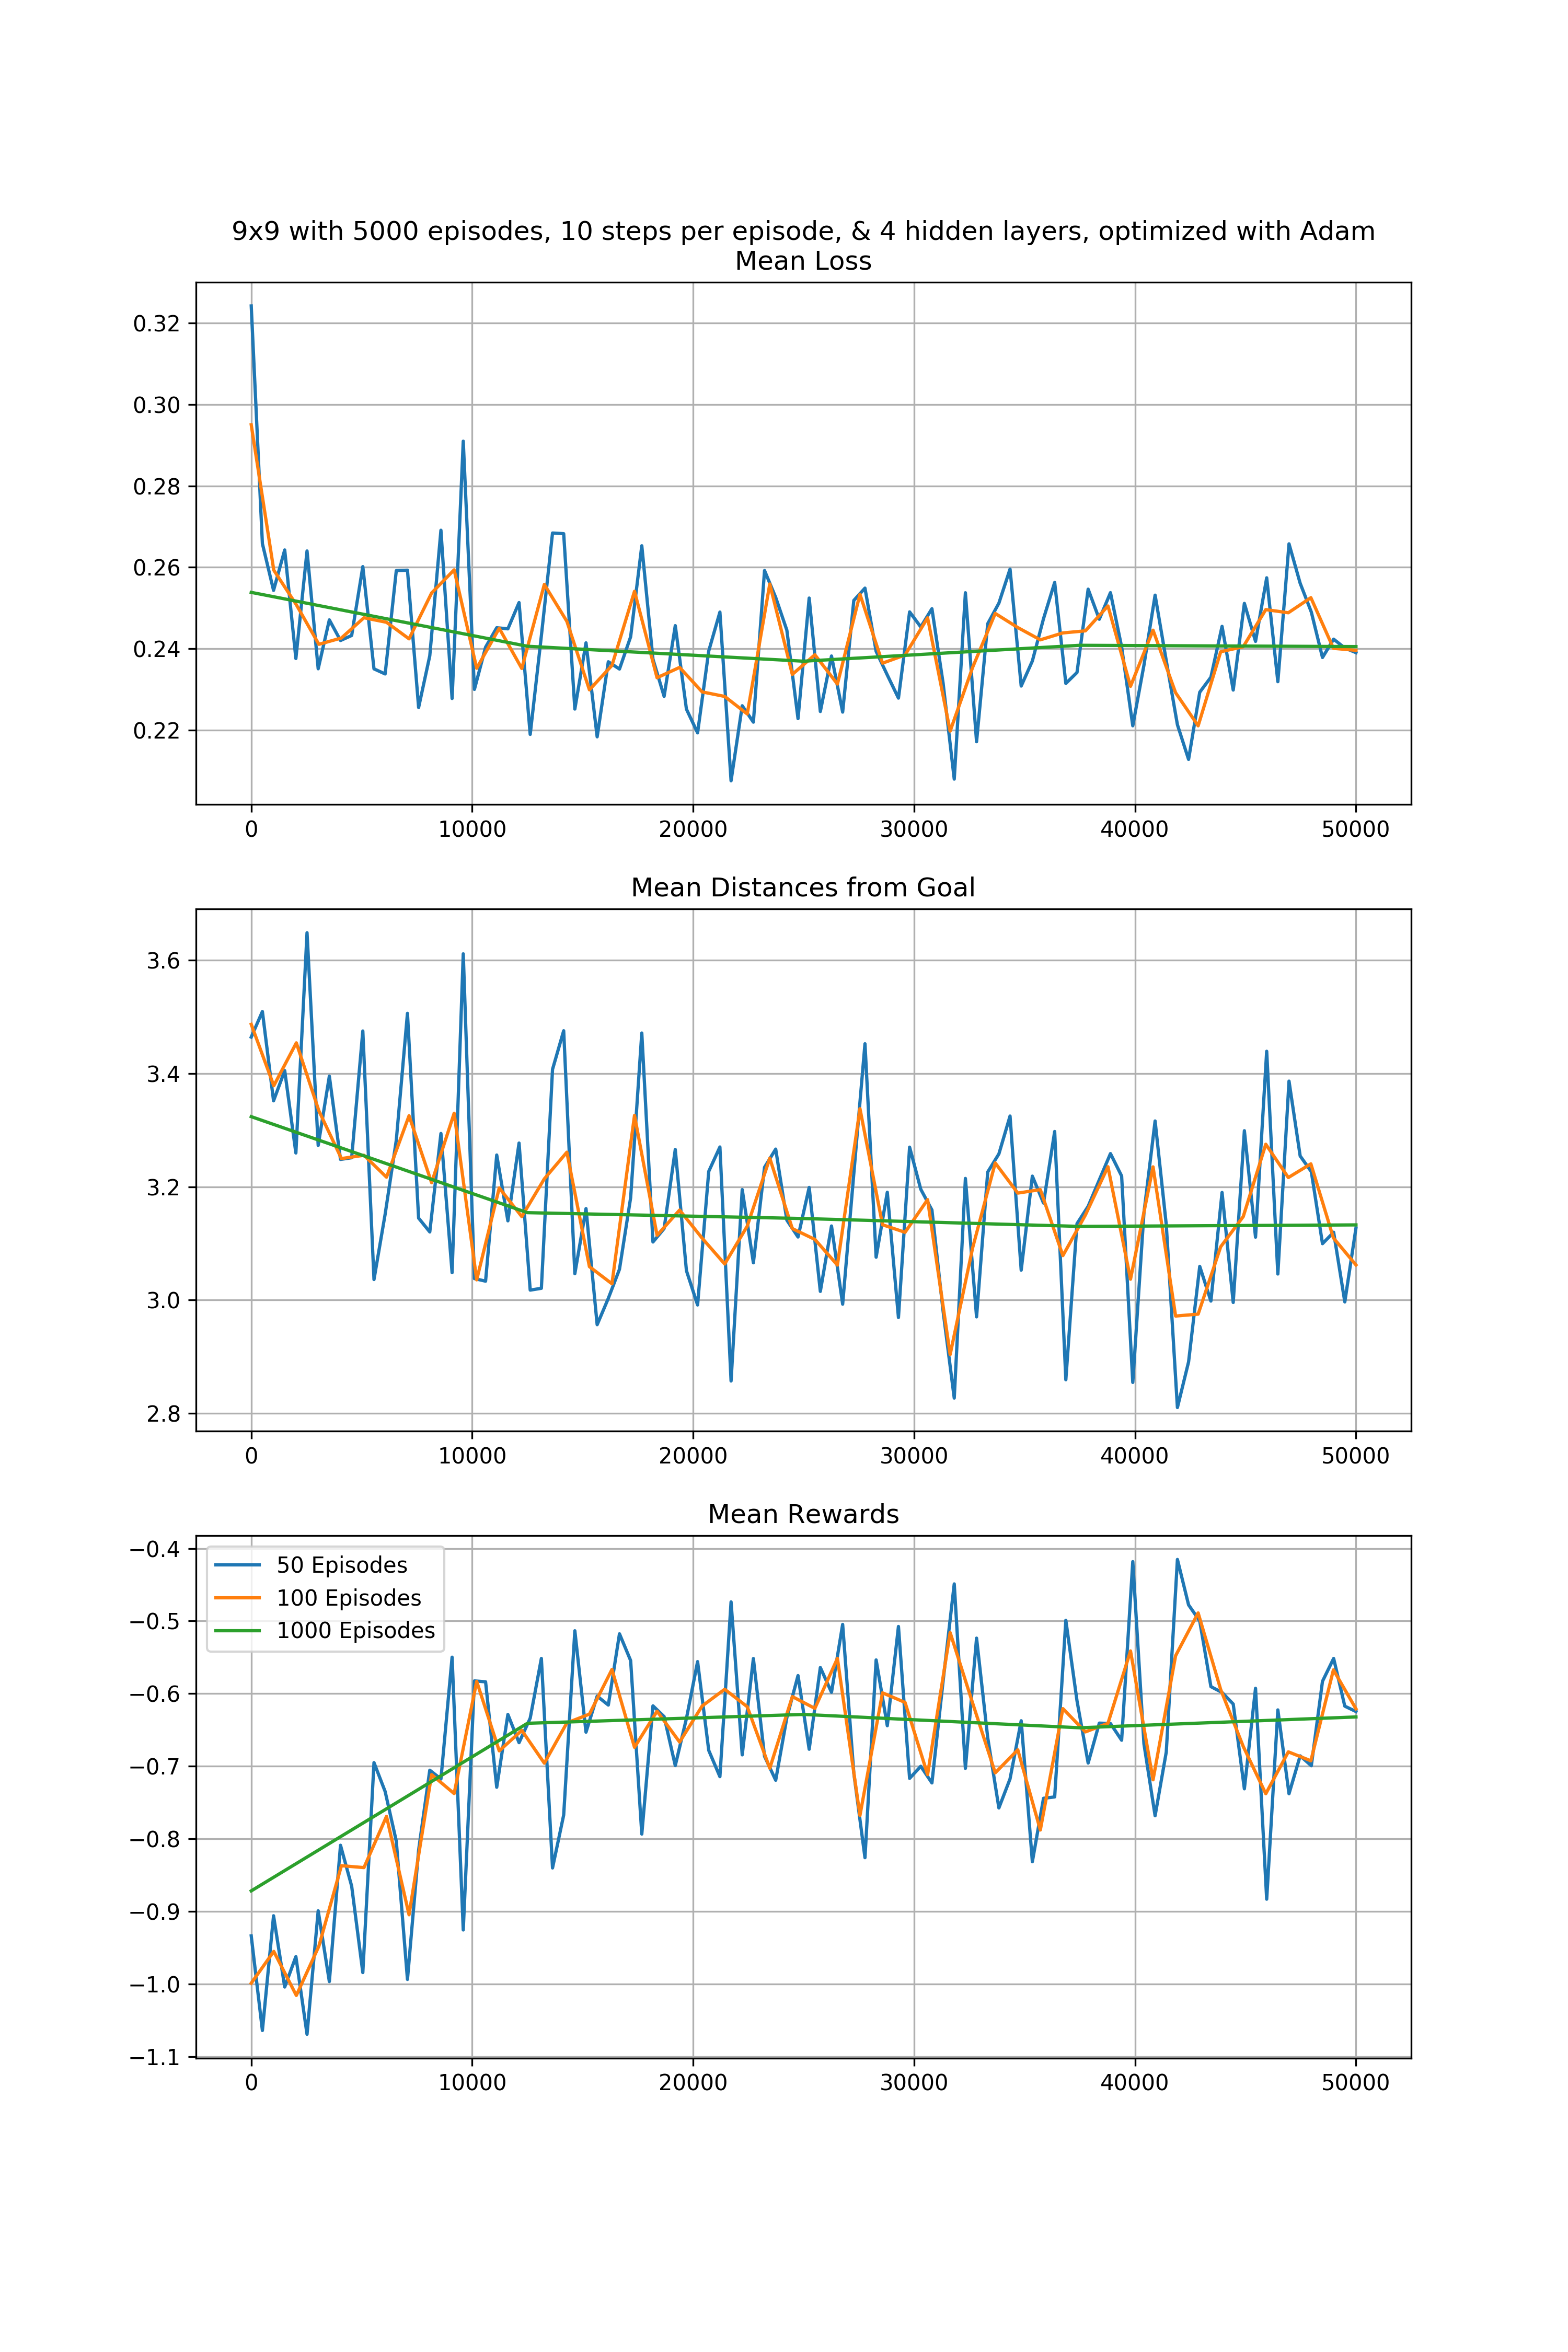 9x9 with 5000 episodes, 10 steps per episode, & 4 hidden layers, optimized with Adam
Mean Loss
0.32
0.30
0.28
0.26
0.24
0.22
0 10000 20000 30000 40000 50000
Mean Distances from Goal
3.6
3.4
3.2
3.0
2.8
0 10000 20000 30000 40000 50000
Mean Rewards
−0.4
50 Episodes
100 Episodes
1000 Episodes
−0.5
−0.6
−0.7
−0.8
−0.9
−1.0
−1.1
0 10000 20000 30000 40000 50000